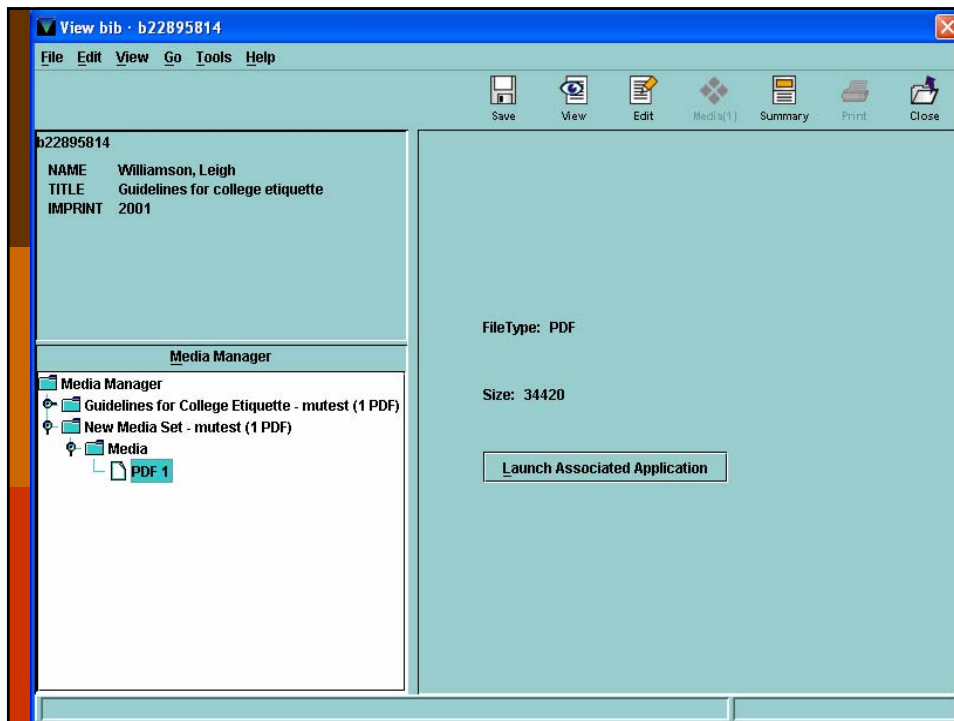 View bib · b22895814
File Edit View Go Tools Help
Save View Edit Media(1) Summary Print Close
b22895814
NAME Williamson, Leigh
TITLE Guidelines for college etiquette
IMPRINT 2001
Media Manager
Media Manager
Guidelines for College Etiquette - mutest (1 PDF)
New Media Set - mutest (1 PDF)
Media
PDF 1
FileType: PDF
Size: 34420
Launch Associated Application